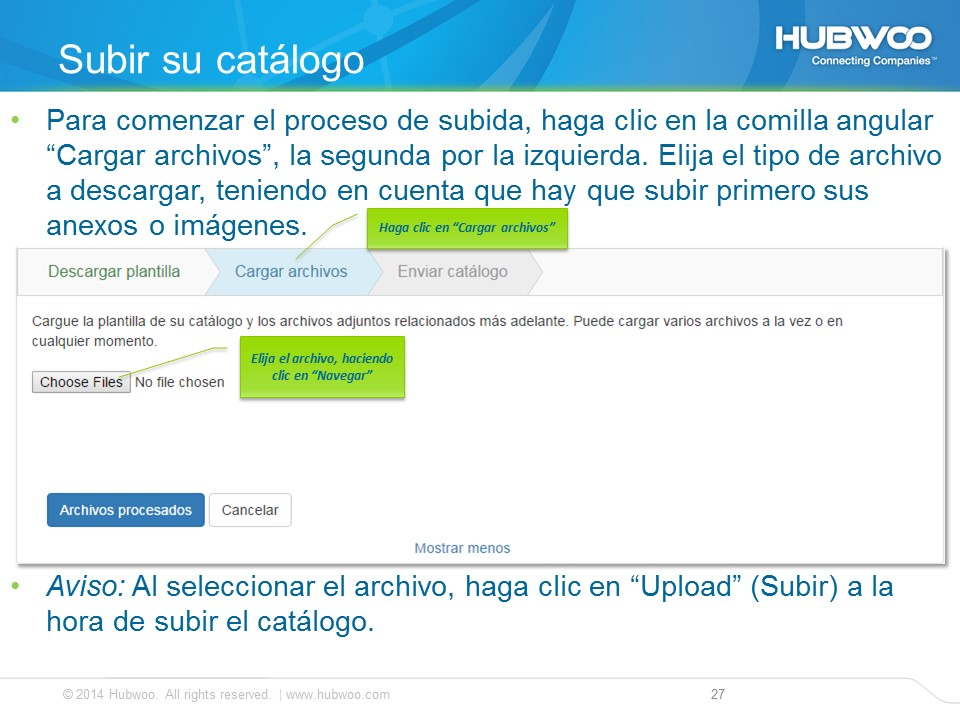 Subir su catálogo
HUBWOO
Connecting Companies™
• Para comenzar el proceso de subida, haga clic en la comilla angular
“Cargar archivos”, la segunda por la izquierda. Elija el tipo de archivo
a descargar, teniendo en cuenta que hay que subir primero sus
anexos o imágenes.
Haga clic en “Cargar archivos”
Descargar plantilla
Cargar archivos
Enviar catálogo
Cargue la plantilla de su catálogo y los archivos adjuntos relacionados más adelante. Puede cargar varios archivos a la vez o en
cualquier momento.
Elija el archivo, haciendo
clic en “Navegar”
Choose Files No file chosen
Archivos procesados
Cancelar
Mostrar menos
• Aviso: Al seleccionar el archivo, haga clic en “Upload” (Subir) a la
hora de subir el catálogo.
© 2014 Hubwoo. All rights reserved. | www.hubwoo.com
27